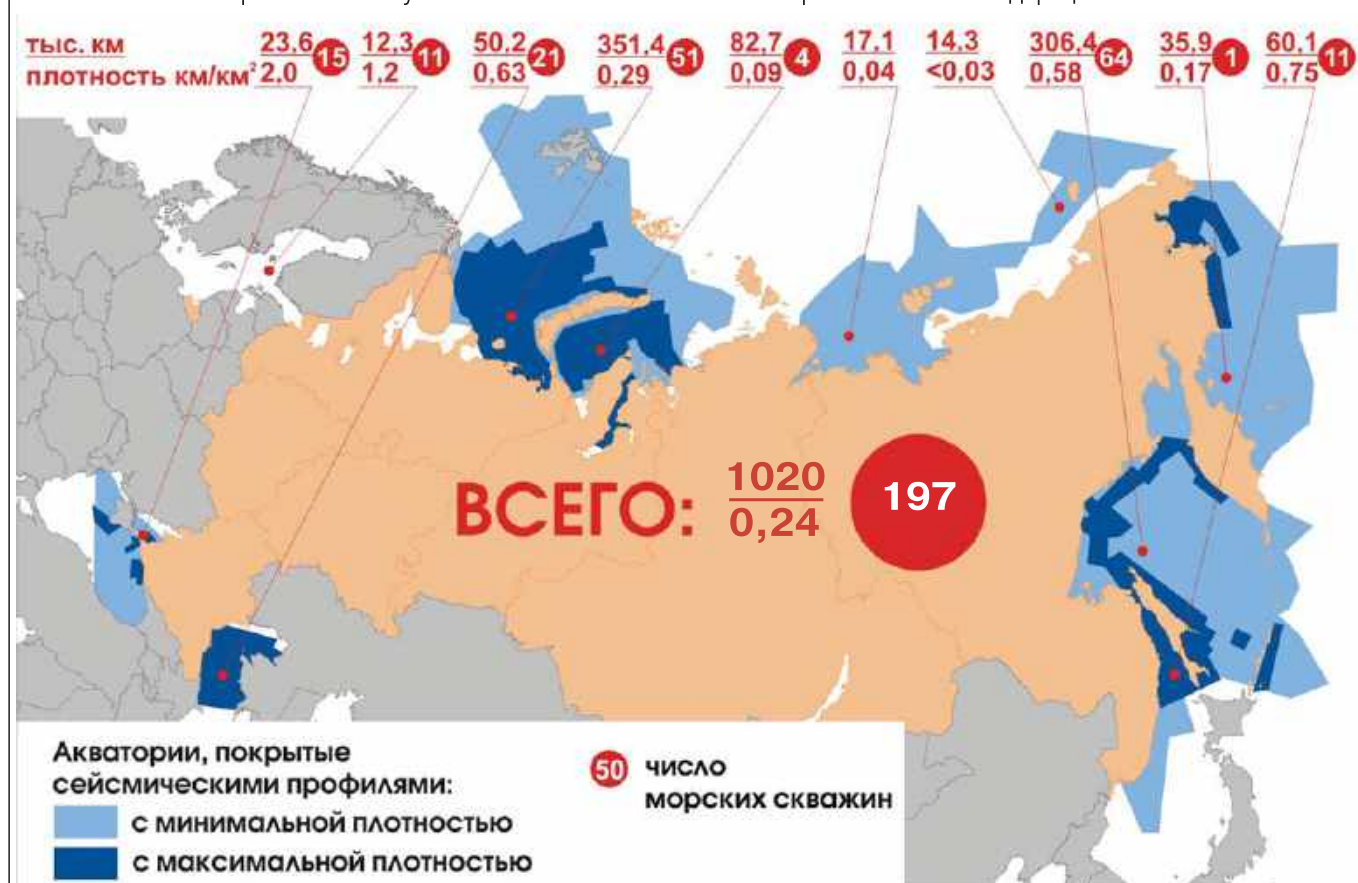 тыс. км 23,6 15 12,3 11 50,2 21 351,4 51 82,7 4 17,1 14.3 306,4 64 35,9 1 60,1 11
плотность км/км² 2,0 1,2 0,63 0,29 0,09 0,04 <0,03 0,58 0,17 0.75
ВСЕГО: 1020 197
0,24
Акватории, покрытые
сейсмическими профилями:
с минимальной плотностью
с максимальной плотностью
50 число
морских скважин